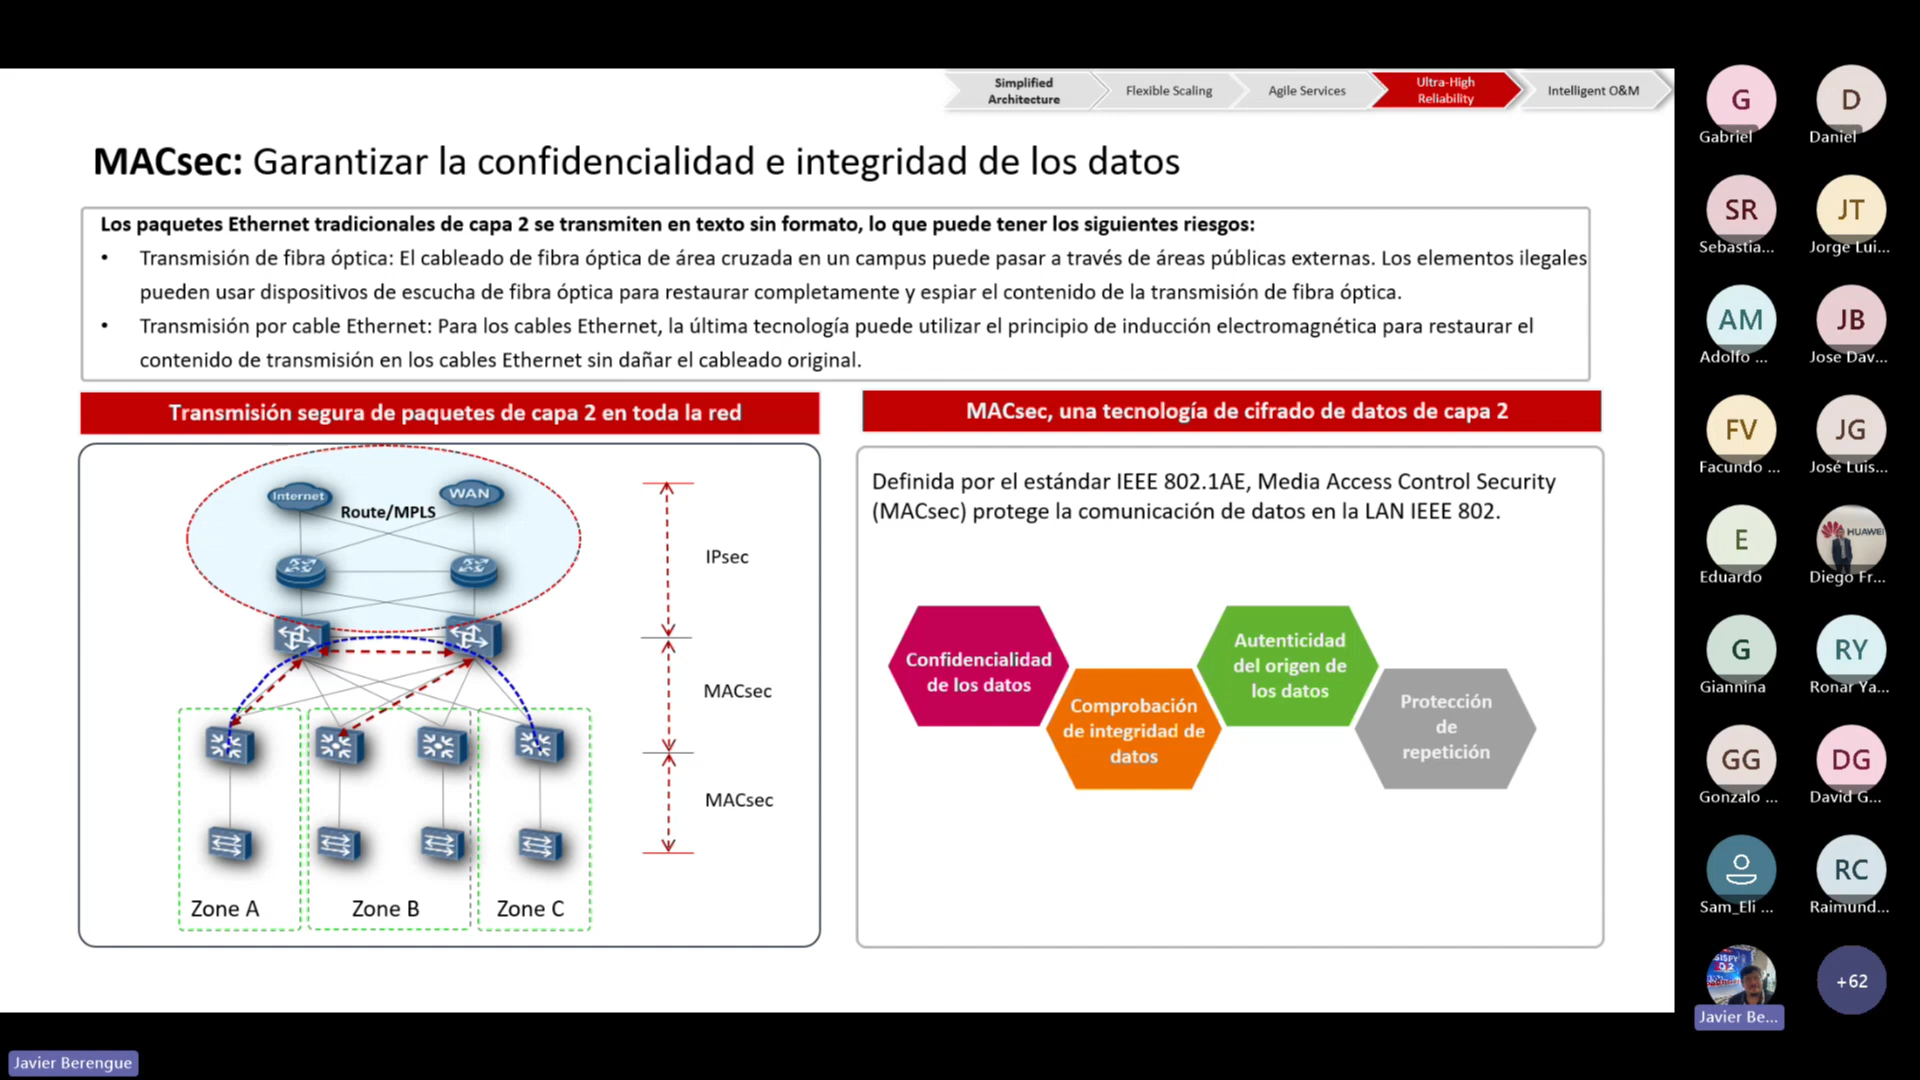 Simplified
Architecture
Flexible Scaling
Agile Services
Ultra-High
Reliability
Intelligent O&M
MACsec: Garantizar la confidencialidad e integridad de los datos
Los paquetes Ethernet tradicionales de capa 2 se transmiten en texto sin formato, lo que puede tener los siguientes riesgos:
• Transmisión de fibra óptica: El cableado de fibra óptica de área cruzada en un campus puede pasar a través de áreas públicas externas. Los elementos ilegales
pueden usar dispositivos de escucha de fibra óptica para restaurar completamente y espiar el contenido de la transmisión de fibra óptica.
• Transmisión por cable Ethernet: Para los cables Ethernet, la última tecnología puede utilizar el principio de inducción electromagnética para restaurar el
contenido de transmisión en los cables Ethernet sin dañar el cableado original.
Transmisión segura de paquetes de capa 2 en toda la red
Internet
WAN
Route/MPLS
IPsec
MACsec
MACsec
Zone A
Zone B
Zone C
MACsec, una tecnología de cifrado de datos de capa 2
Definida por el estándar IEEE 802.1AE, Media Access Control Security
(MACsec) protege la comunicación de datos en la LAN IEEE 802.
Confidencialidad
de los datos
Comprobación
de integridad de
datos
Autenticidad
del origen de
los datos
Protección
de
repetición
G
Gabriel
D
Daniel
SR
Sebastia...
JT
Jorge Lui...
AM
Adolfo ...
JB
Jose Dav...
FV
Facundo ...
JG
José Luis...
E
Eduardo
HUAWEI
Diego Fr...
G
Giannina
RY
Ronar Ya...
GG
Gonzalo ...
DG
David G...
Sam_Eli ...
RC
Raimund...
Javier Be...
+62
Javier Berengue